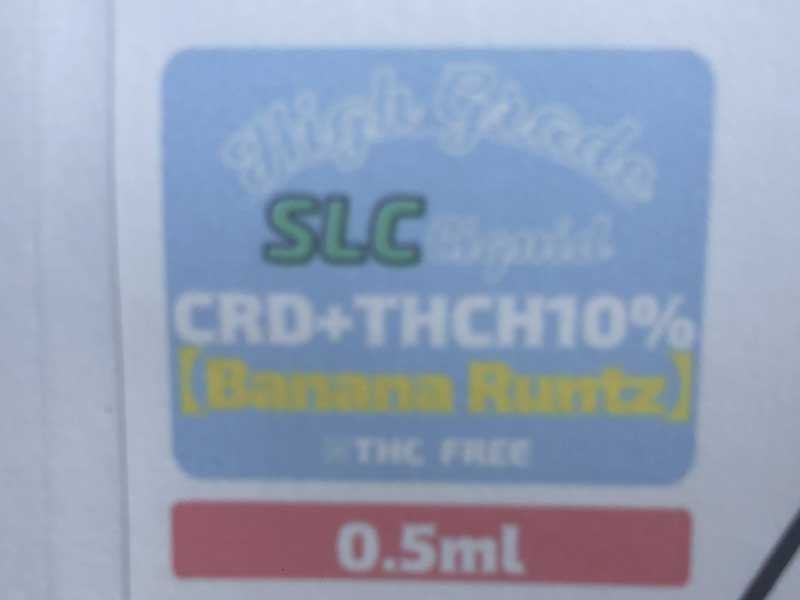 High Grade
SLC Liquid
CRD+THCH10%
【Banana Runtz】
※THC FREE
0.5ml